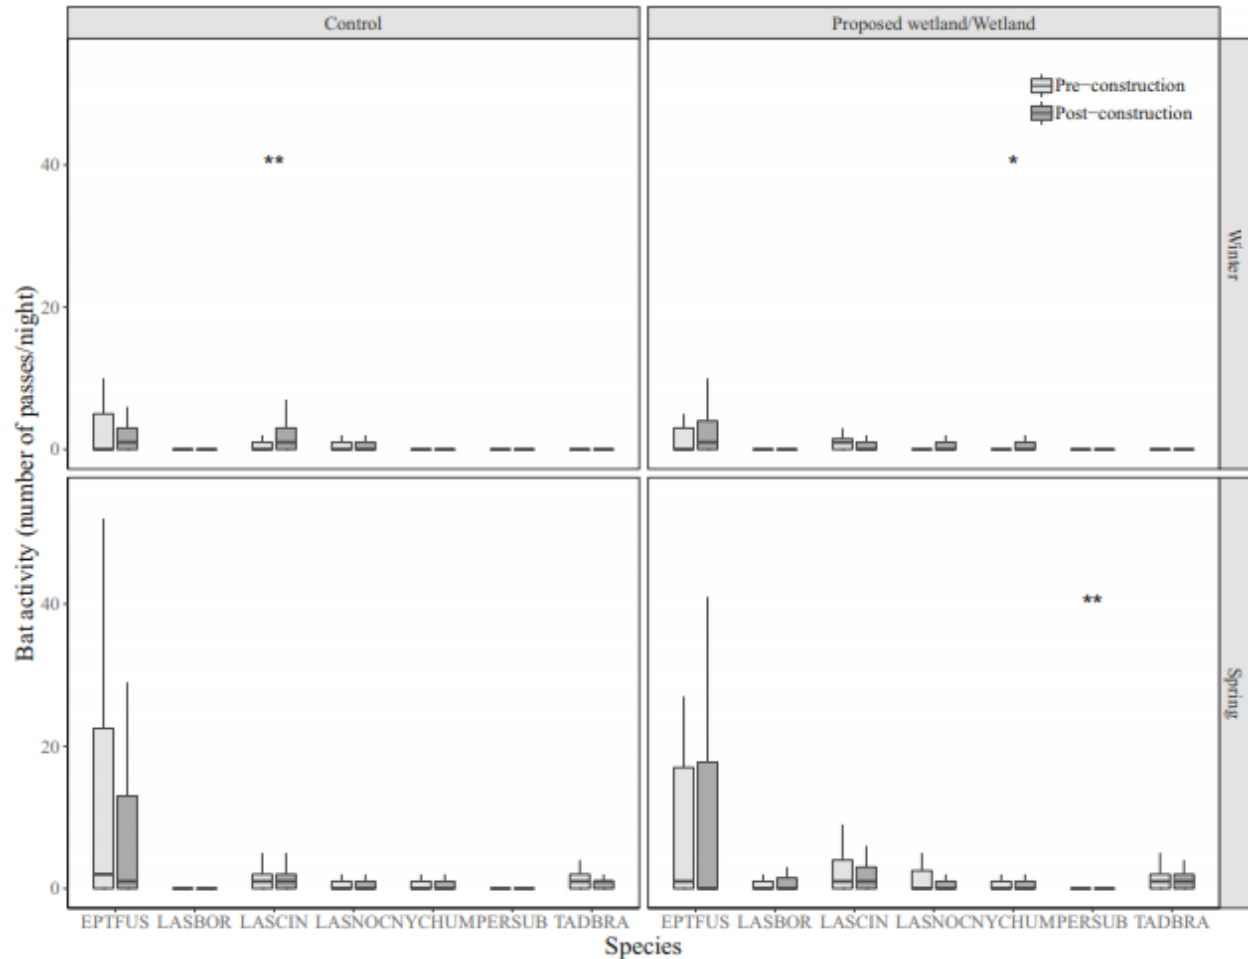 Control
Proposed wetland/Wetland
Pre−construction
Post−construction
**
*
40
20
0
Winter
Bat activity (number of passes/night)
**
40
20
0
Spring
EPTFUS LASBOR LASCIN LASNOCNYCHUMPERSUB TADBRA
EPTFUS LASBOR LASCIN LASNOCNYCHUMPERSUB TADBRA
Species